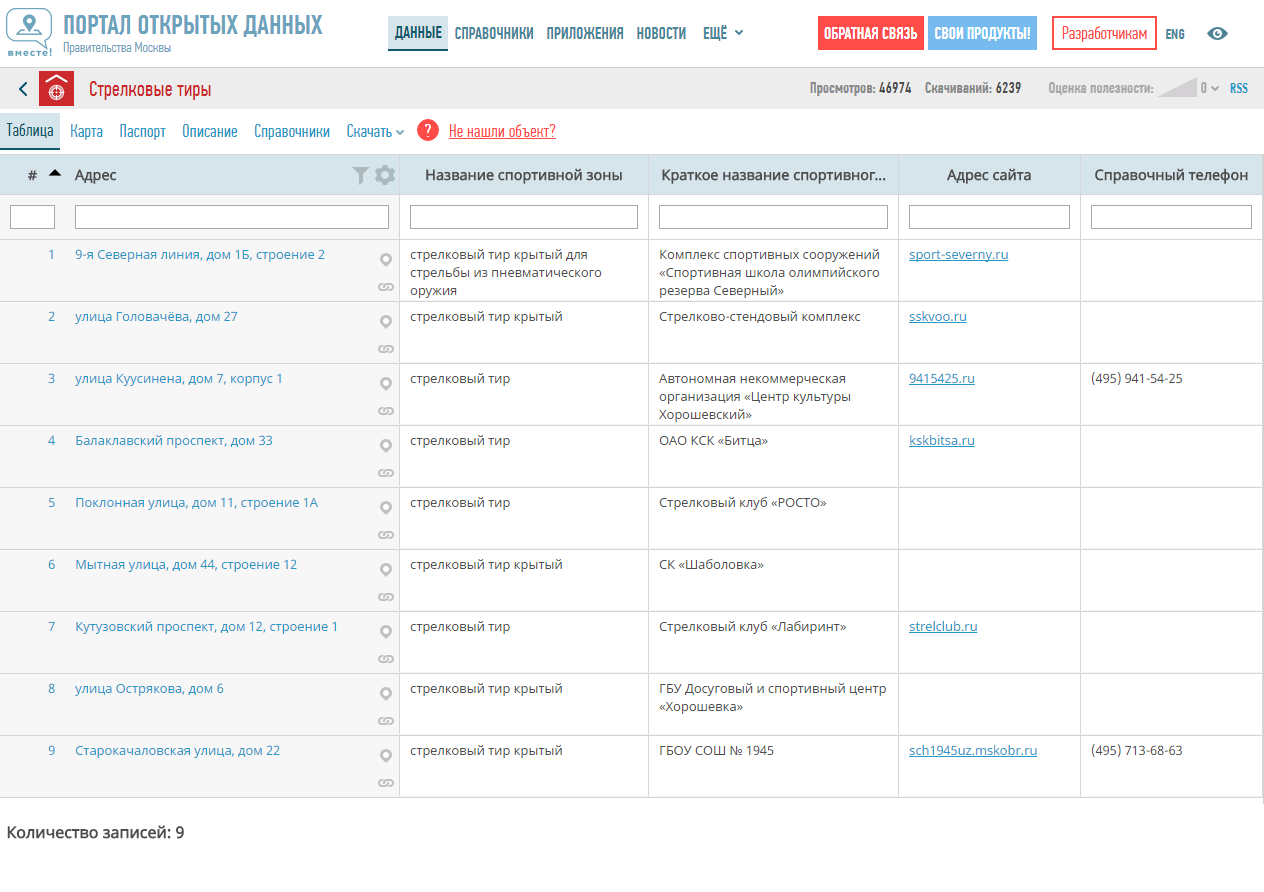 вместе!
ПОРТАЛ ОТКРЫТЫХ ДАННЫХ
Правительства Москвы
ДАННЫЕ СПРАВОЧНИКИ ПРИЛОЖЕНИЯ НОВОСТИ ЕЩЁ
ОБРАТНАЯ СВЯЗЬ СВОИ ПРОДУКТЫ! Разработчикам ENG
Стрелковые тиры
Просмотров: 46974 Скачиваний: 6239 Оценка полезности: 0 RSS
Таблица Карта Паспорт Описание Справочники Скачать ? Не нашли объект?
# Адрес Название спортивной зоны Краткое название спортивног... Адрес сайта Справочный телефон
1 9-я Северная линия, дом 1Б, строение 2 стрелковый тир крытый для Комплекс спортивных сооружений sport-severny.ru
стрельбы из пневматического «Спортивная школа олимпийского
оружия резерва Северный»
2 улица Головачёва, дом 27 стрелковый тир крытый Стрелково-стендовый комплекс sskvoo.ru
3 улица Куусинена, дом 7, корпус 1 стрелковый тир Автономная некоммерческая 9415425.ru (495) 941-54-25
организация «Центр культуры
Хорошевский»
4 Балаклавский проспект, дом 33 стрелковый тир ОАО КСК «Битца» kskbitsa.ru
5 Поклонная улица, дом 11, строение 1А стрелковый тир Стрелковый клуб «РОСТО»
6 Мытная улица, дом 44, строение 12 стрелковый тир крытый СК «Шаболовка»
7 Кутузовский проспект, дом 12, строение 1 стрелковый тир Стрелковый клуб «Лабиринт» strelclub.ru
8 улица Острякова, дом 6 стрелковый тир крытый ГБУ Досуговый и спортивный центр
«Хорошевка»
9 Старокачаловская улица, дом 22 стрелковый тир крытый ГБОУ СОШ № 1945 sch1945uz.mskobr.ru (495) 713-68-63
Количество записей: 9